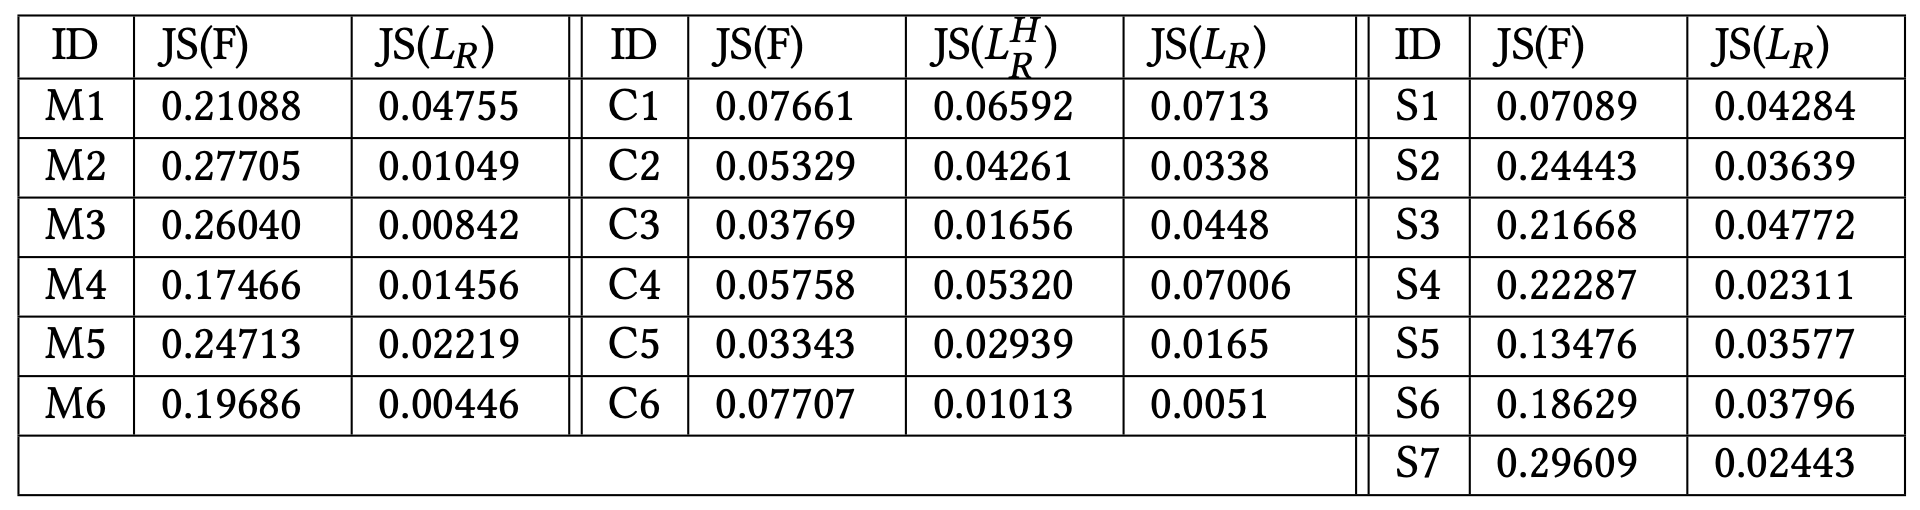 ID JS(F) JS(L_R) ID JS(F) JS(L_R^H) JS(L_R) ID JS(F) JS(L_R)
M1 0.21088 0.04755 C1 0.07661 0.06592 0.0713 S1 0.07089 0.04284
M2 0.27705 0.01049 C2 0.05329 0.04261 0.0338 S2 0.24443 0.03639
M3 0.26040 0.00842 C3 0.03769 0.01656 0.0448 S3 0.21668 0.04772
M4 0.17466 0.01456 C4 0.05758 0.05320 0.07006 S4 0.22287 0.02311
M5 0.24713 0.02219 C5 0.03343 0.02939 0.0165 S5 0.13476 0.03577
M6 0.19686 0.00446 C6 0.07707 0.01013 0.0051 S6 0.18629 0.03796
S7 0.29609 0.02443